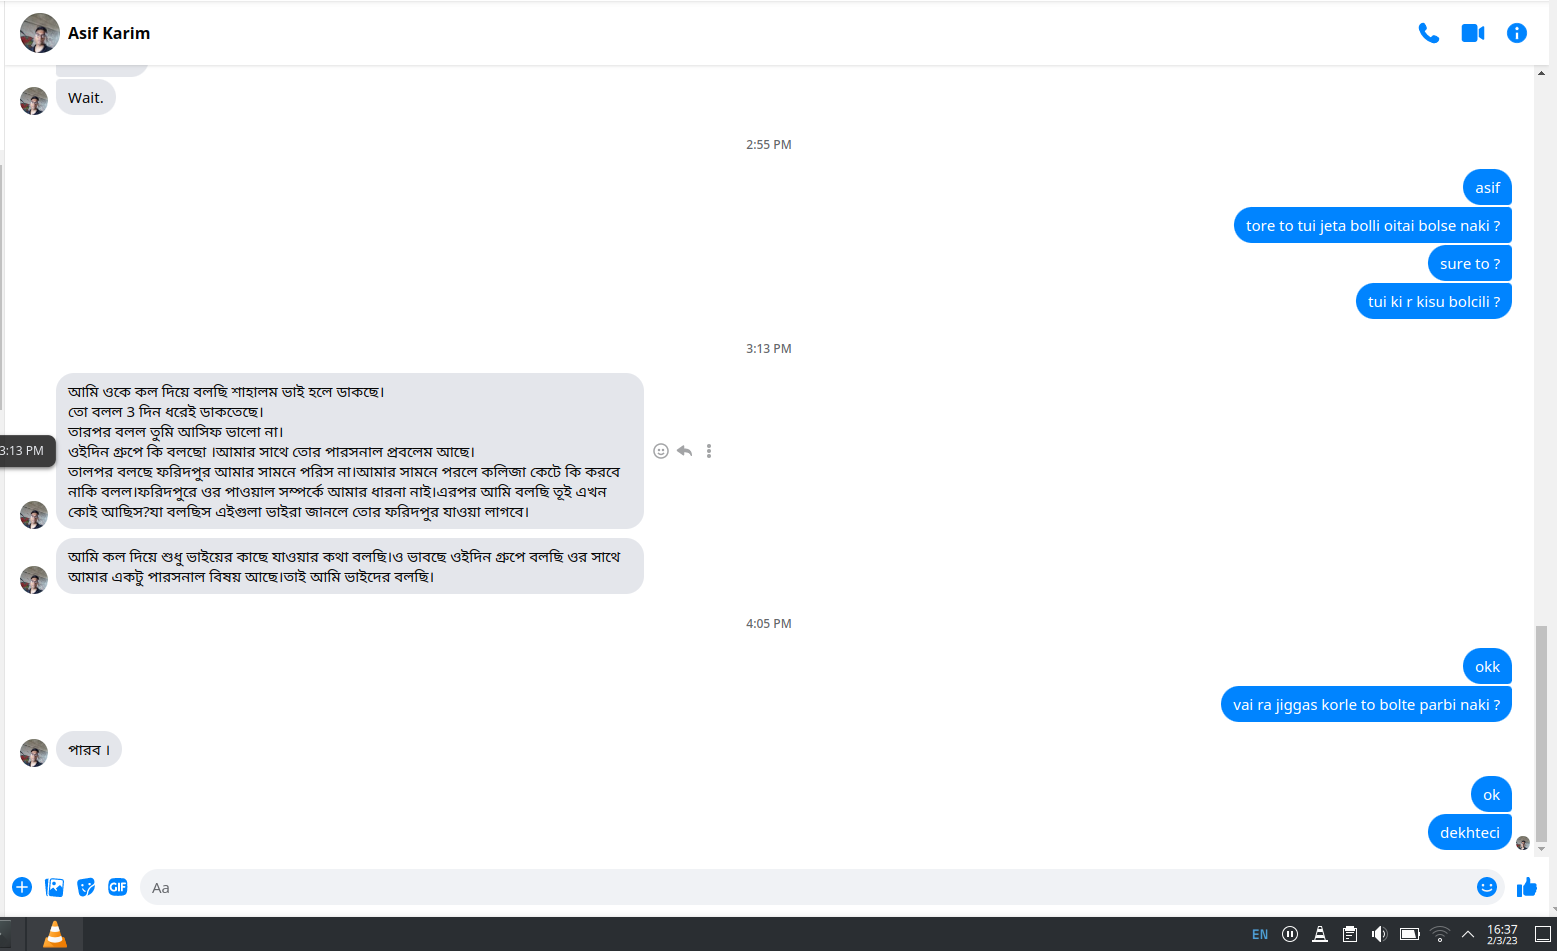 Asif Karim
Wait.
2:55 PM
asif
tore to tui jeta bolli oitai bolse naki ?
sure to ?
tui ki r kisu bolcili ?
3:13 PM
আমি ওকে কল দিয়ে বলছি শাহালম ভাই হলে ডাকছে।
তো বলল 3 দিন ধরেই ডাকতেছে।
তারপর বলল তুমি আসিফ ভালো না।
ওইদিন গ্রুপে কি বলছো ।আমার সাথে তোর পারসনাল প্রবলেম আছে।
3:13 PM
তালপর বলছে ফরিদপুর আমার সামনে পরিস না।আমার সামনে পরলে কলিজা কেটে কি করবে
নাকি বলল।ফরিদপুরে ওর পাওয়াল সম্পর্কে আমার ধারনা নাই।এরপর আমি বলছি তূই এখন
কোই আছিস?যা বলছিস এইগুলা ভাইরা জানলে তোর ফরিদপুর যাওয়া লাগবে।
আমি কল দিয়ে শুধু ভাইয়ের কাছে যাওয়ার কথা বলছি।ও ভাবছে ওইদিন গ্রুপে বলছি ওর সাথে
আমার একটু পারসনাল বিষয় আছে।তাই আমি ভাইদের বলছি।
4:05 PM
okk
vai ra jiggas korle to bolte parbi naki ?
পারব ।
ok
dekhteci
GIF
Aa
EN
16:37
2/3/23